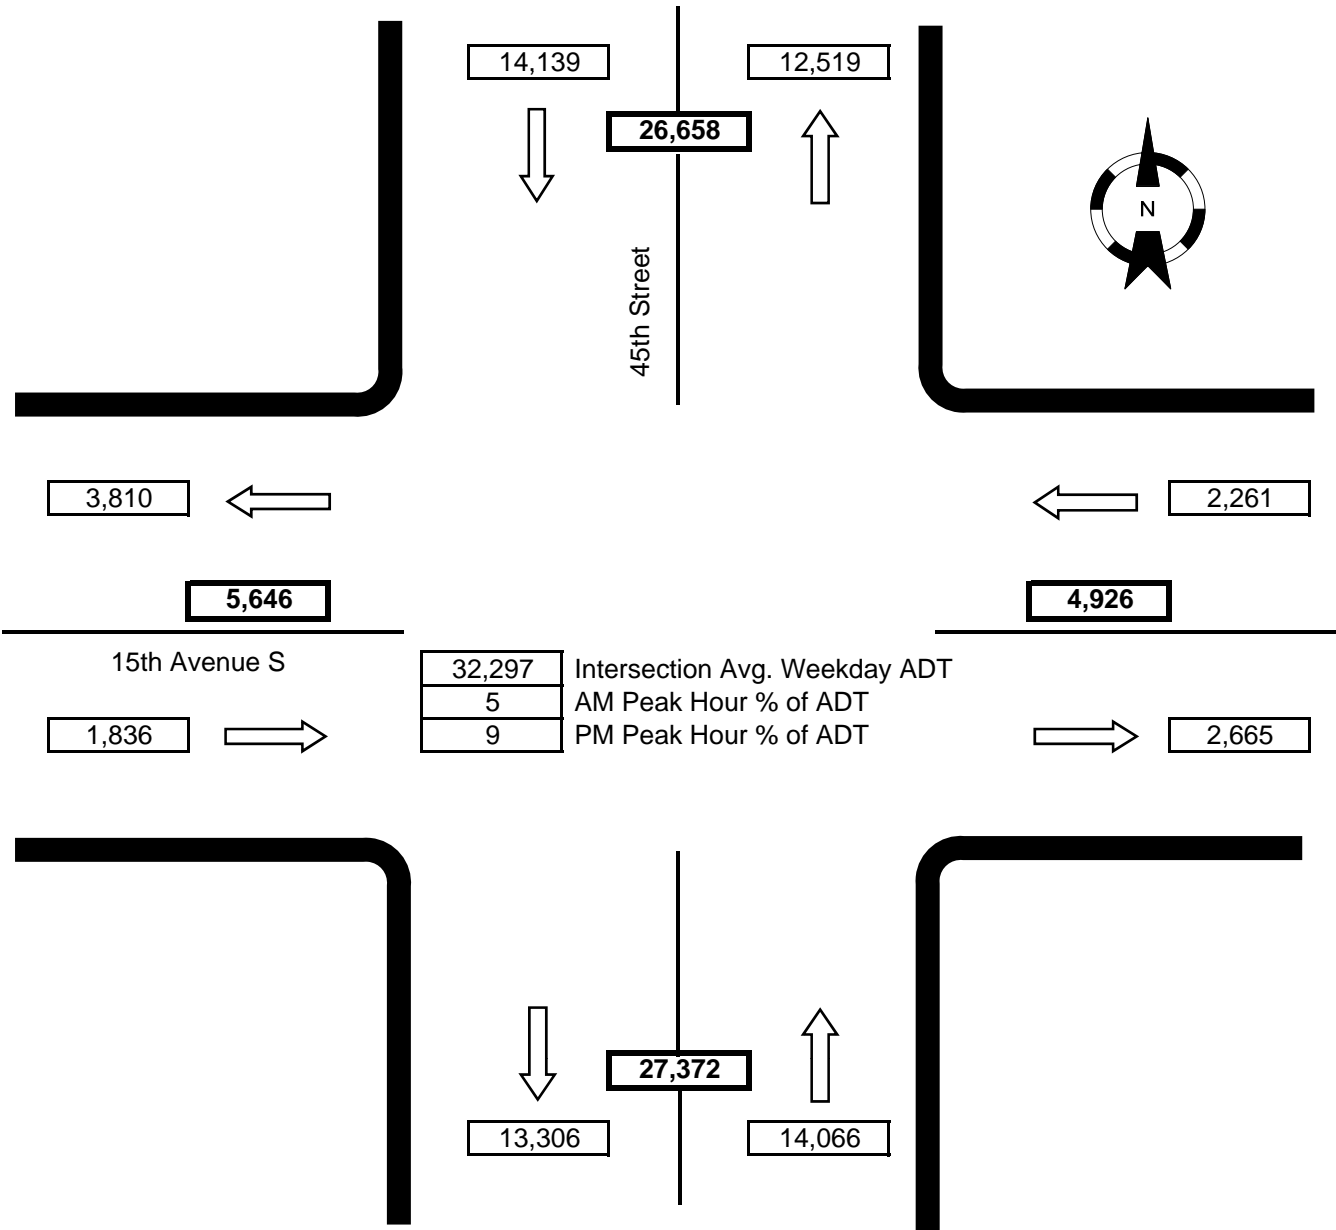 14,139
12,519
26,658
N
45th Street
3,810
2,261
5,646
4,926
15th Avenue S
32,297 Intersection Avg. Weekday ADT
5 AM Peak Hour % of ADT
9 PM Peak Hour % of ADT
1,836
2,665
27,372
13,306
14,066